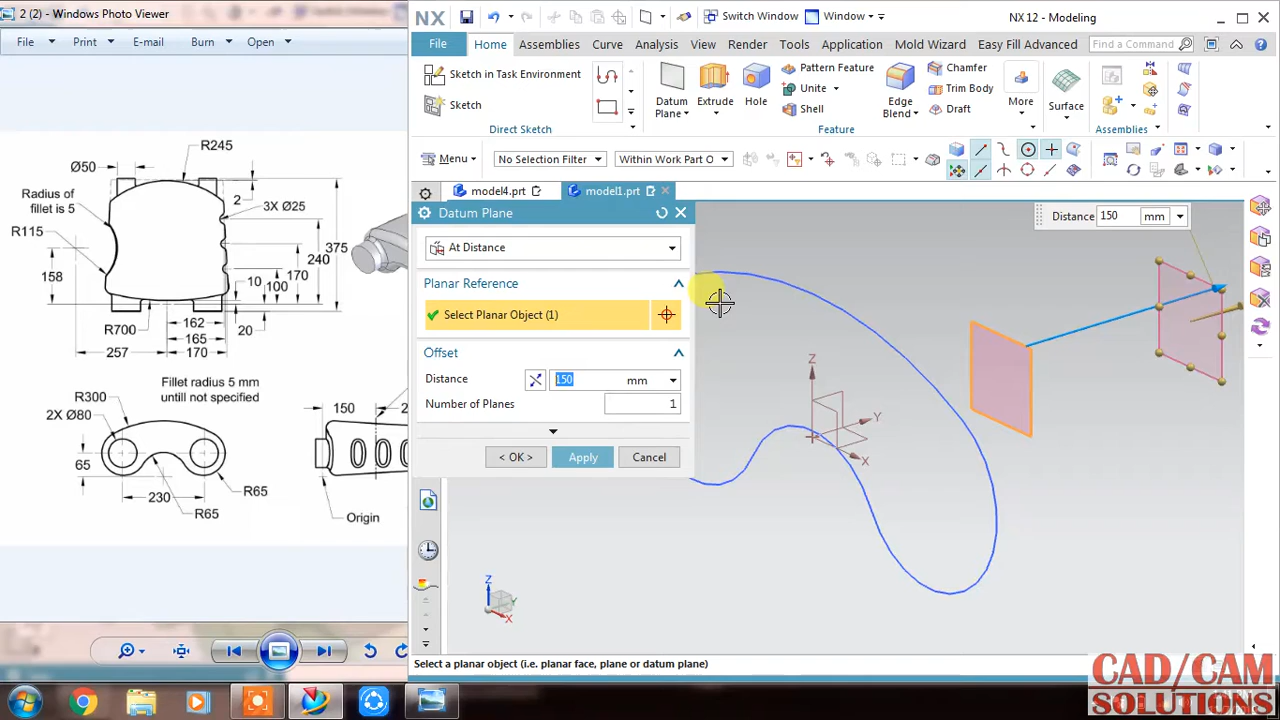 2 (2) - Windows Photo Viewer
File Print E-mail Burn Open
R245
Ø50
Radius of
fillet is 5
2
3X Ø25
R115
375
240
158
170
10 100
R700
162
165
20
257
170
Fillet radius 5 mm
untill not specified
R300
2X Ø80
150
2
65
R65
230
R65
Origin
NX
Switch Window
Window
NX 12 - Modeling
File Home Assemblies Curve Analysis View Render Tools Application Mold Wizard Easy Fill Advanced
Find a Command
Sketch in Task Environment
Sketch
Direct Sketch
Datum
Plane
Extrude
Hole
Pattern Feature
Unite
Shell
Edge
Blend
Chamfer
Trim Body
Draft
More
Feature
Surface
Assemblies
Menu
No Selection Filter
Within Work Part O
model4.prt
model1.prt
Datum Plane
At Distance
Planar Reference
Select Planar Object (1)
Offset
Distance 150 mm
Number of Planes 1
< OK > Apply Cancel
Distance 150 mm
Z
Y
X
Z
Y
X
Select a planar object (i.e. planar face, plane or datum plane)
CAD/CAM
SOLUTIONS